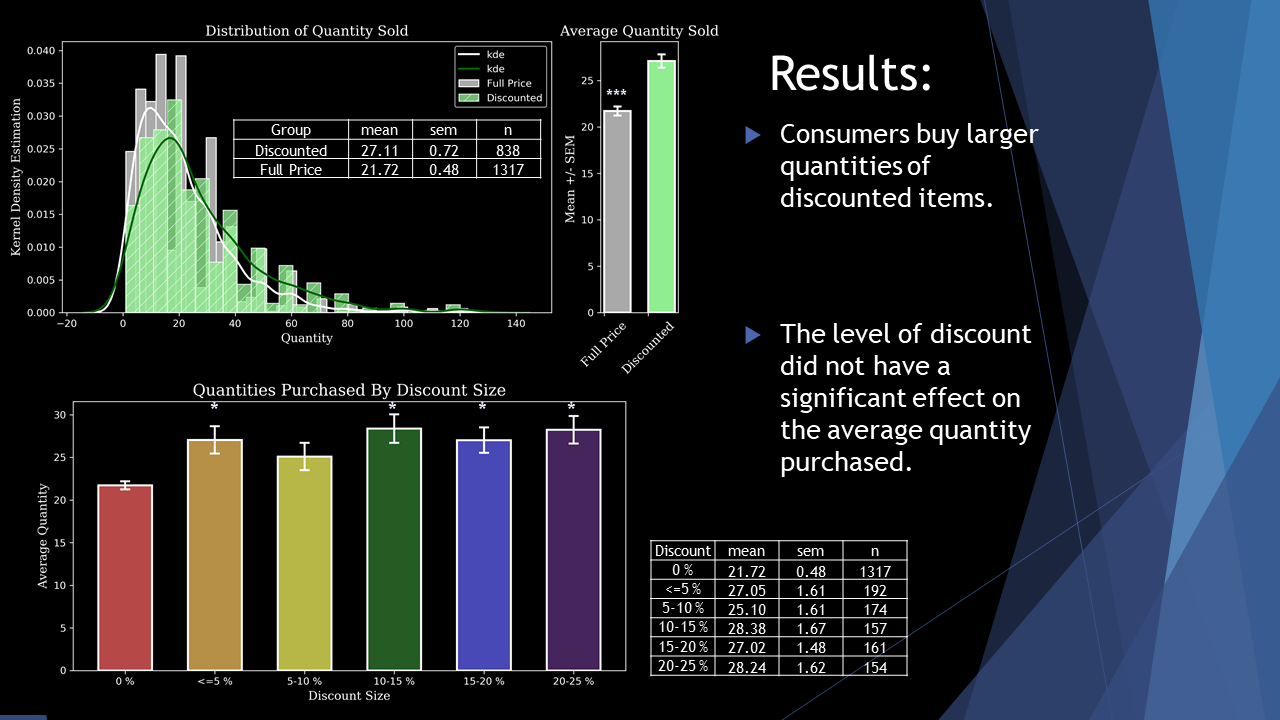 Distribution of Quantity Sold
Kernel Density Estimation
0.040
0.035
0.030
0.025
0.020
0.015
0.010
0.005
0.000
−20 0 20 40 60 80 100 120 140
Quantity
kde
kde
Full Price
Discounted
Group mean sem n
Discounted 27.11 0.72 838
Full Price 21.72 0.48 1317
Average Quantity Sold
Mean +/- SEM
25
20
15
10
5
0
***
Full Price
Discounted
Results:
Consumers buy larger
quantities of
discounted items.
The level of discount
did not have a
significant effect on
the average quantity
purchased.
Quantities Purchased By Discount Size
Average Quantity
30
25
20
15
10
5
0
* * * *
0 % <=5 % 5-10 % 10-15 % 15-20 % 20-25 %
Discount Size
Discount mean sem n
0 % 21.72 0.48 1317
<=5 % 27.05 1.61 192
5-10 % 25.10 1.61 174
10-15 % 28.38 1.67 157
15-20 % 27.02 1.48 161
20-25 % 28.24 1.62 154